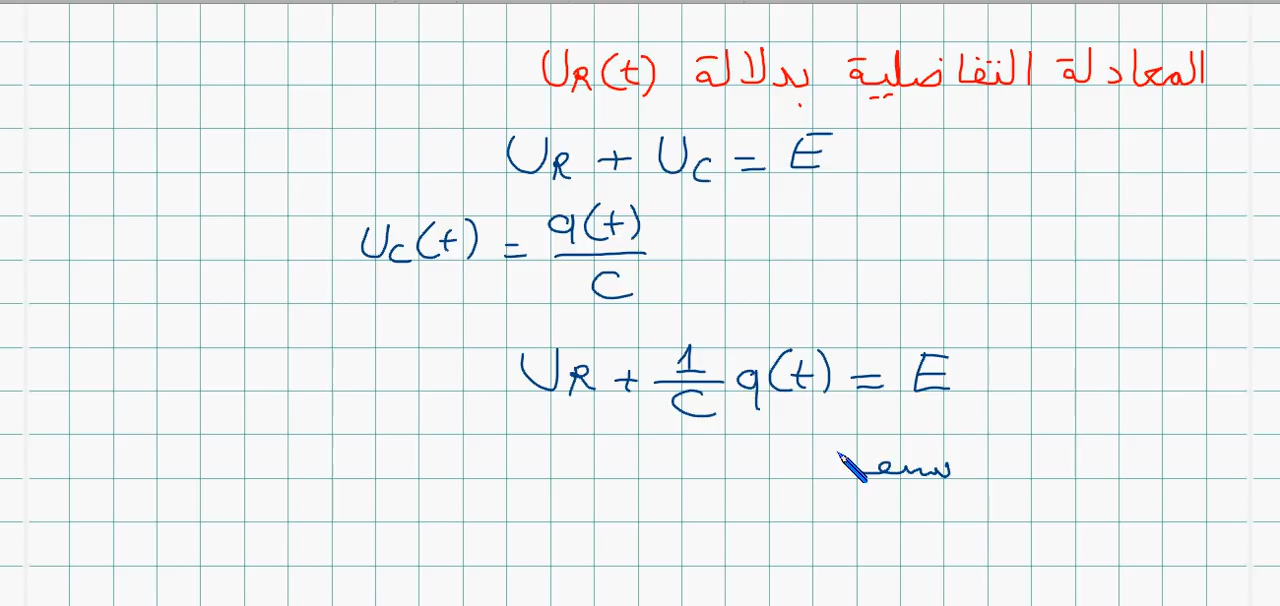 المعادلة التفاضلية بدلالة UR(t)
UR + UC = E
UC(t) = q(t)/C
UR + 1/C q(t) = E